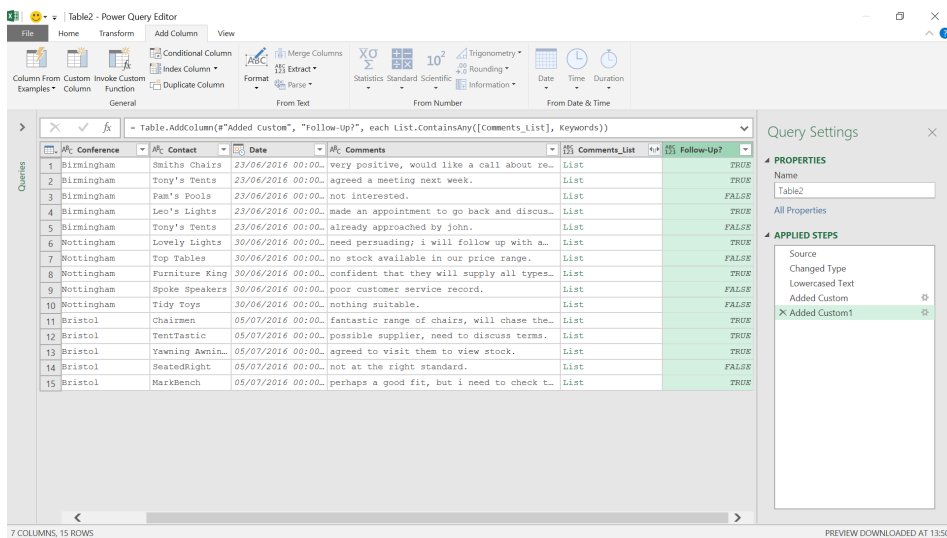 Table2 - Power Query Editor
File Home Transform Add Column View
Column From Examples Custom Column Invoke Custom Function
Conditional Column
Index Column
Duplicate Column
General
ABC Format
Merge Columns
ABC 123 Extract
Parse
From Text
XΟ Σ Statistics Standard 10² Scientific
Trigonometry
.00 Rounding
Information
From Number
Date Time Duration
From Date & Time
fx = Table.AddColumn(#"Added Custom", "Follow-Up?", each List.ContainsAny([Comments_List], Keywords))
Queries
ABC Conference ABC Contact Date ABC Comments ABC 123 Comments_List ABC 123 Follow-Up?
1 Birmingham Smiths Chairs 23/06/2016 00:00… very positive, would like a call about re… List TRUE
2 Birmingham Tony's Tents 23/06/2016 00:00… agreed a meeting next week. List TRUE
3 Birmingham Pam's Pools 23/06/2016 00:00… not interested. List FALSE
4 Birmingham Leo's Lights 23/06/2016 00:00… made an appointment to go back and discus… List TRUE
5 Birmingham Tony's Tents 23/06/2016 00:00… already approached by john. List FALSE
6 Nottingham Lovely Lights 30/06/2016 00:00… need persuading; i will follow up with a… List TRUE
7 Nottingham Top Tables 30/06/2016 00:00… no stock available in our price range. List FALSE
8 Nottingham Furniture King 30/06/2016 00:00… confident that they will supply all types… List TRUE
9 Nottingham Spoke Speakers 30/06/2016 00:00… poor customer service record. List FALSE
10 Nottingham Tidy Toys 30/06/2016 00:00… nothing suitable. List FALSE
11 Bristol Chairmen 05/07/2016 00:00… fantastic range of chairs, will chase the… List TRUE
12 Bristol TentTastic 05/07/2016 00:00… possible supplier, need to discuss terms. List TRUE
13 Bristol Yawning Awnin… 05/07/2016 00:00… agreed to visit them to view stock. List TRUE
14 Bristol SeatedRight 05/07/2016 00:00… not at the right standard. List FALSE
15 Bristol MarkBench 05/07/2016 00:00… perhaps a good fit, but i need to check t… List TRUE
Query Settings
PROPERTIES
Name
Table2
All Properties
APPLIED STEPS
Source
Changed Type
Lowercased Text
Added Custom
Added Custom1
7 COLUMNS, 15 ROWS
PREVIEW DOWNLOADED AT 13:50